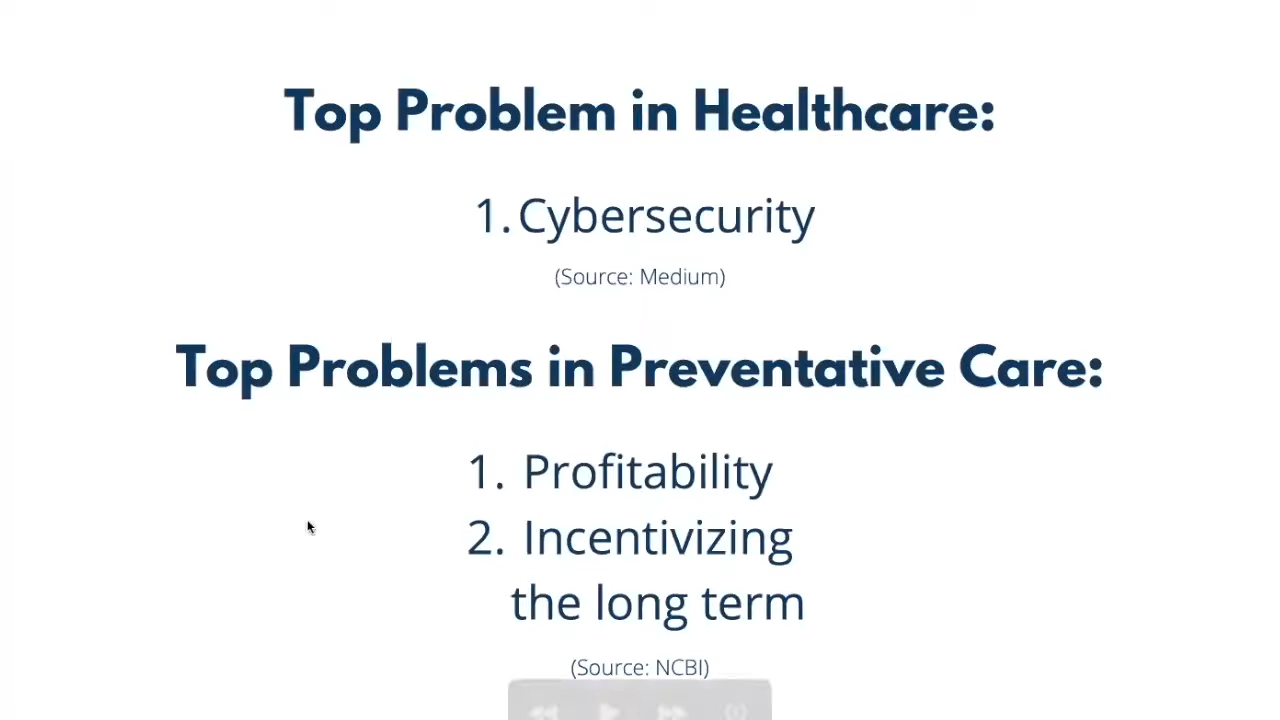 Top Problem in Healthcare:
1. Cybersecurity
(Source: Medium)
Top Problems in Preventative Care:
1. Profitability
2. Incentivizing
the long term
(Source: NCBI)